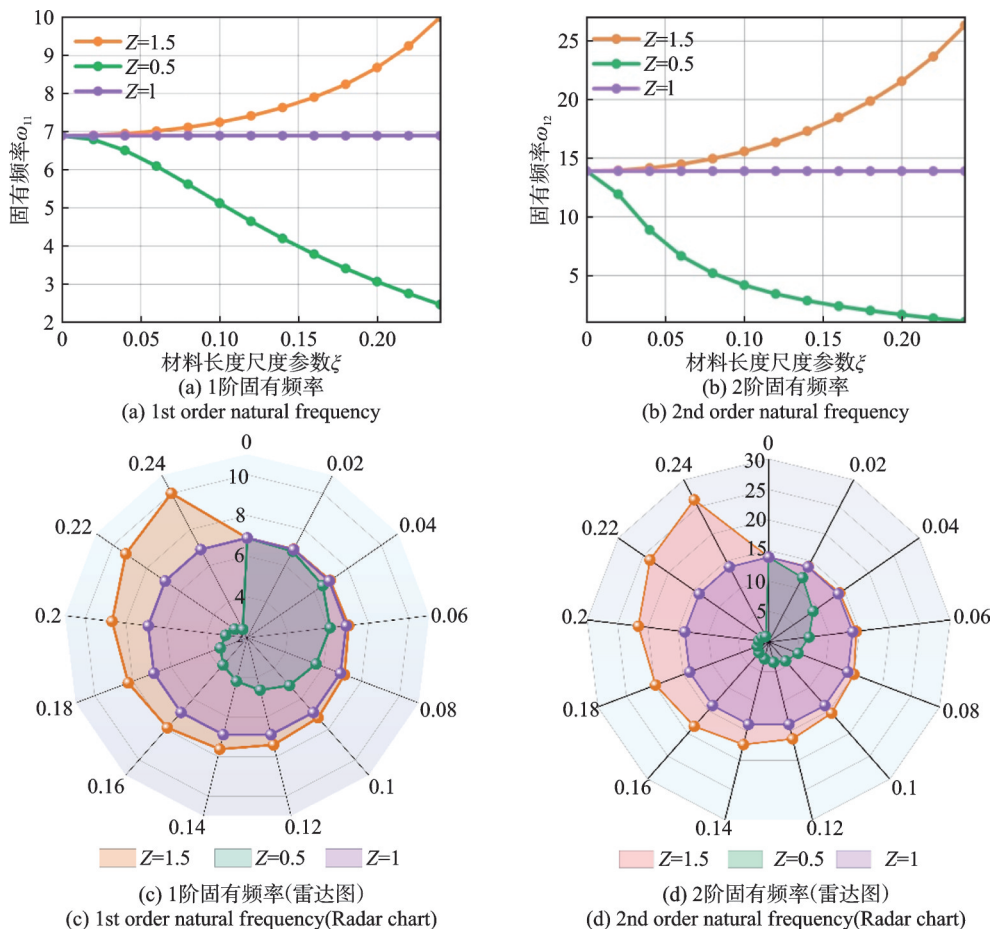 10
9
8
7
6
5
4
3
2
Z=1.5
Z=0.5
Z=1
固有频率ω₁₁
0 0.05 0.10 0.15 0.20
材料长度尺度参数ξ
(a) 1阶固有频率
(a) 1st order natural frequency
25
20
15
10
5
Z=1.5
Z=0.5
Z=1
固有频率ω₁₂
0 0.05 0.10 0.15 0.20
材料长度尺度参数ξ
(b) 2阶固有频率
(b) 2nd order natural frequency
0
0.02
0.04
0.06
0.08
0.1
0.12
0.14
0.16
0.18
0.2
0.22
0.24
10
8
6
4
2
Z=1.5 Z=0.5 Z=1
(c) 1阶固有频率(雷达图)
(c) 1st order natural frequency(Radar chart)
0
0.02
0.04
0.06
0.08
0.1
0.12
0.14
0.16
0.18
0.2
0.22
0.24
30
25
20
15
10
5
Z=1.5 Z=0.5 Z=1
(d) 2阶固有频率(雷达图)
(d) 2nd order natural frequency(Radar chart)